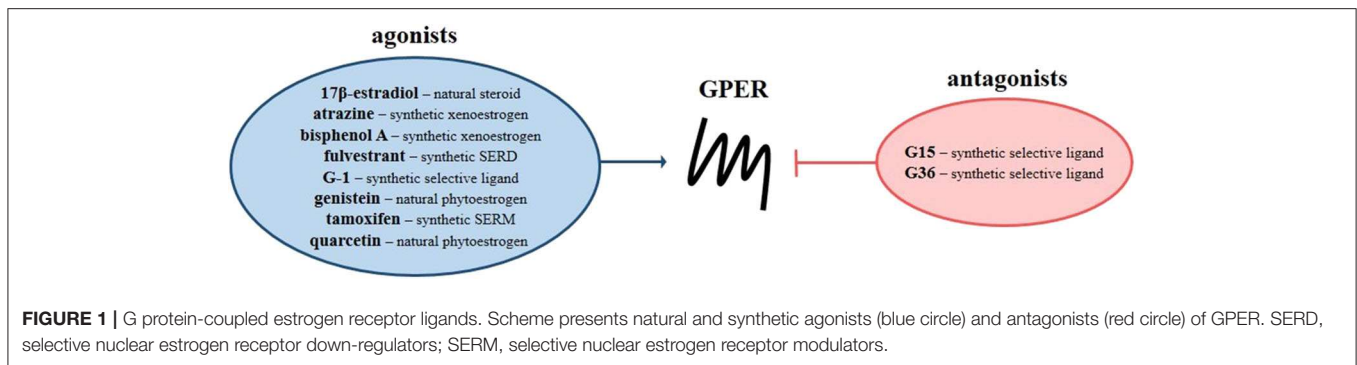 agonists
17β-estradiol – natural steroid
atrazine – synthetic xenoestrogen
bisphenol A – synthetic xenoestrogen
fulvestrant – synthetic SERD
G-1 – synthetic selective ligand
genistein – natural phytoestrogen
tamoxifen – synthetic SERM
quarcetin – natural phytoestrogen
GPER
antagonists
G15 – synthetic selective ligand
G36 – synthetic selective ligand
FIGURE 1 | G protein-coupled estrogen receptor ligands. Scheme presents natural and synthetic agonists (blue circle) and antagonists (red circle) of GPER. SERD,
selective nuclear estrogen receptor down-regulators; SERM, selective nuclear estrogen receptor modulators.